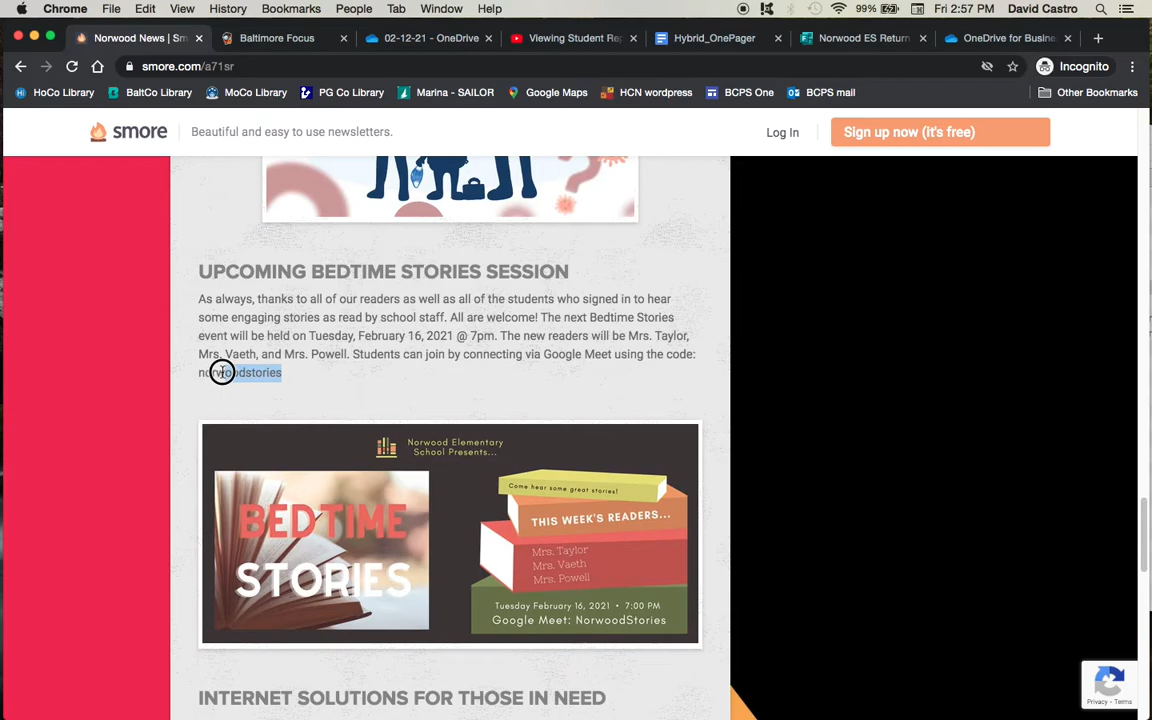 Chrome File Edit View History Bookmarks People Tab Window Help 99% Fri 2:57 PM David Castro
Norwood News | Sm Baltimore Focus 02-12-21 - OneDrive Viewing Student Re Hybrid_OnePager Norwood ES Return OneDrive for Busine
smore.com/a71sr Incognito
HoCo Library BaltCo Library MoCo Library PG Co Library Marina - SAILOR Google Maps HCN wordpress BCPS One BCPS mail Other Bookmarks
smore Beautiful and easy to use newsletters. Log In Sign up now (it's free)
UPCOMING BEDTIME STORIES SESSION
As always, thanks to all of our readers as well as all of the students who signed in to hear
some engaging stories as read by school staff. All are welcome! The next Bedtime Stories
event will be held on Tuesday, February 16, 2021 @ 7pm. The new readers will be Mrs. Taylor,
Mrs. Vaeth, and Mrs. Powell. Students can join by connecting via Google Meet using the code:
norwoodstories
Norwood Elementary
School Presents...
BEDTIME
STORIES
Come hear some great stories!
THIS WEEK'S READERS...
Mrs. Taylor
Mrs. Vaeth
Mrs. Powell
Tuesday February 16, 2021 • 7:00 PM
Google Meet: NorwoodStories
INTERNET SOLUTIONS FOR THOSE IN NEED
Privacy - Terms